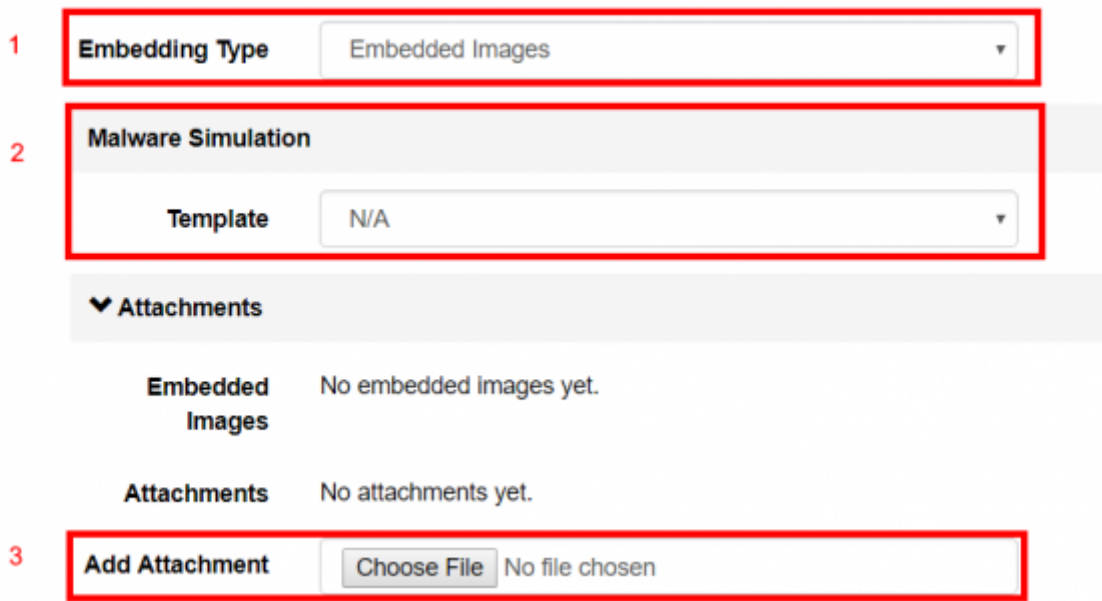 1 Embedding Type Embedded Images
2 Malware Simulation
Template N/A
Attachments
Embedded No embedded images yet.
Images
Attachments No attachments yet.
3 Add Attachment Choose File No file chosen